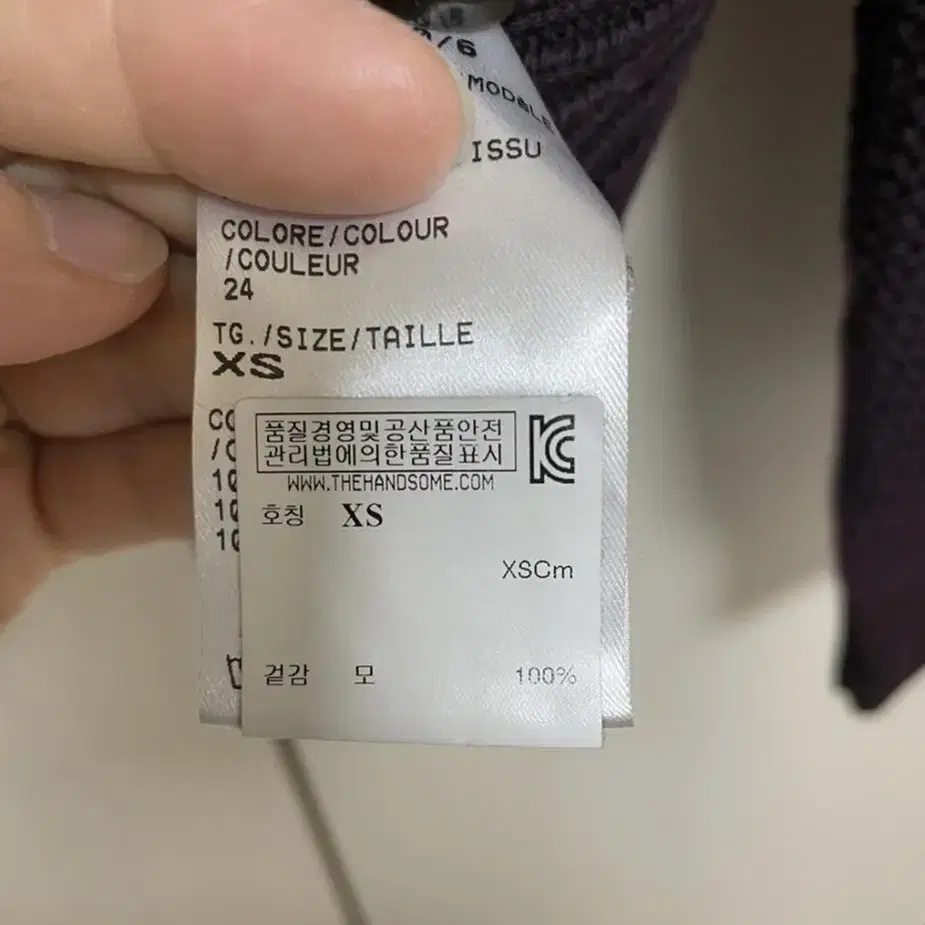 /6
MODELE
ISSU
COLORE/COLOUR
/COULEUR
24
TG./SIZE/TAILLE
XS
품질경영및공산품안전
관리법에의한품질표시
WWW.THEHANDSOME.COM
호칭 XS
XSCm
겉감 모 100%